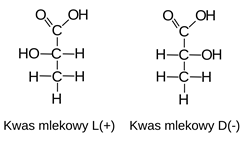 O OH O OH
C C
HO–C–H H–C–OH
H–C–H H–C–H
H H
Kwas mlekowy L(+) Kwas mlekowy D(-)